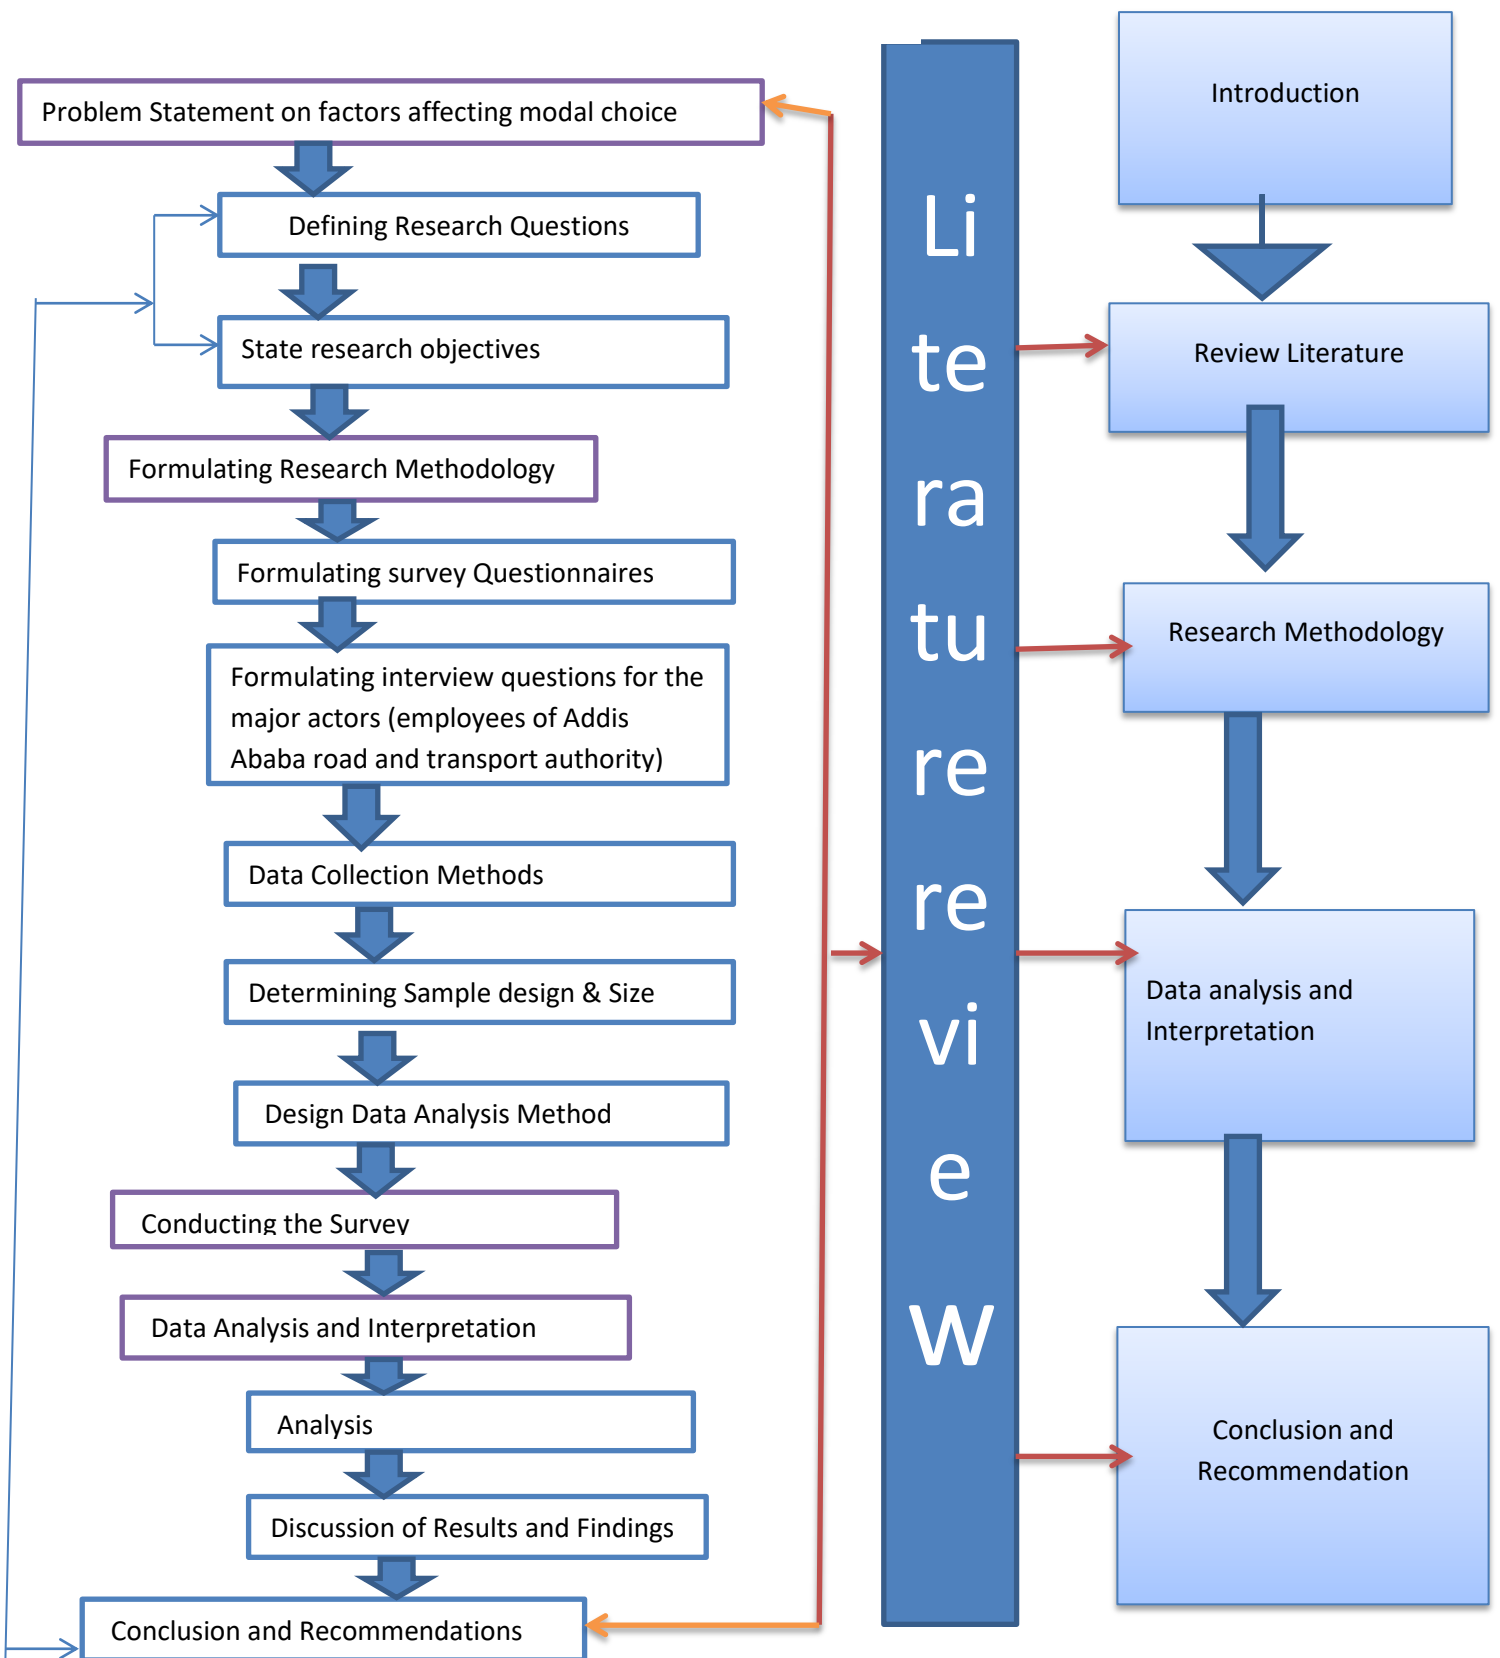 Problem Statement on factors affecting modal choice
Defining Research Questions
State research objectives
Formulating Research Methodology
Formulating survey Questionnaires
Formulating interview questions for the
major actors (employees of Addis
Ababa road and transport authority)
Data Collection Methods
Determining Sample design & Size
Design Data Analysis Method
Conducting the Survey
Data Analysis and Interpretation
Analysis
Discussion of Results and Findings
Conclusion and Recommendations
Li
te
ra
tu
re
re
vi
e
w
Introduction
Review Literature
Research Methodology
Data analysis and
Interpretation
Conclusion and
Recommendation